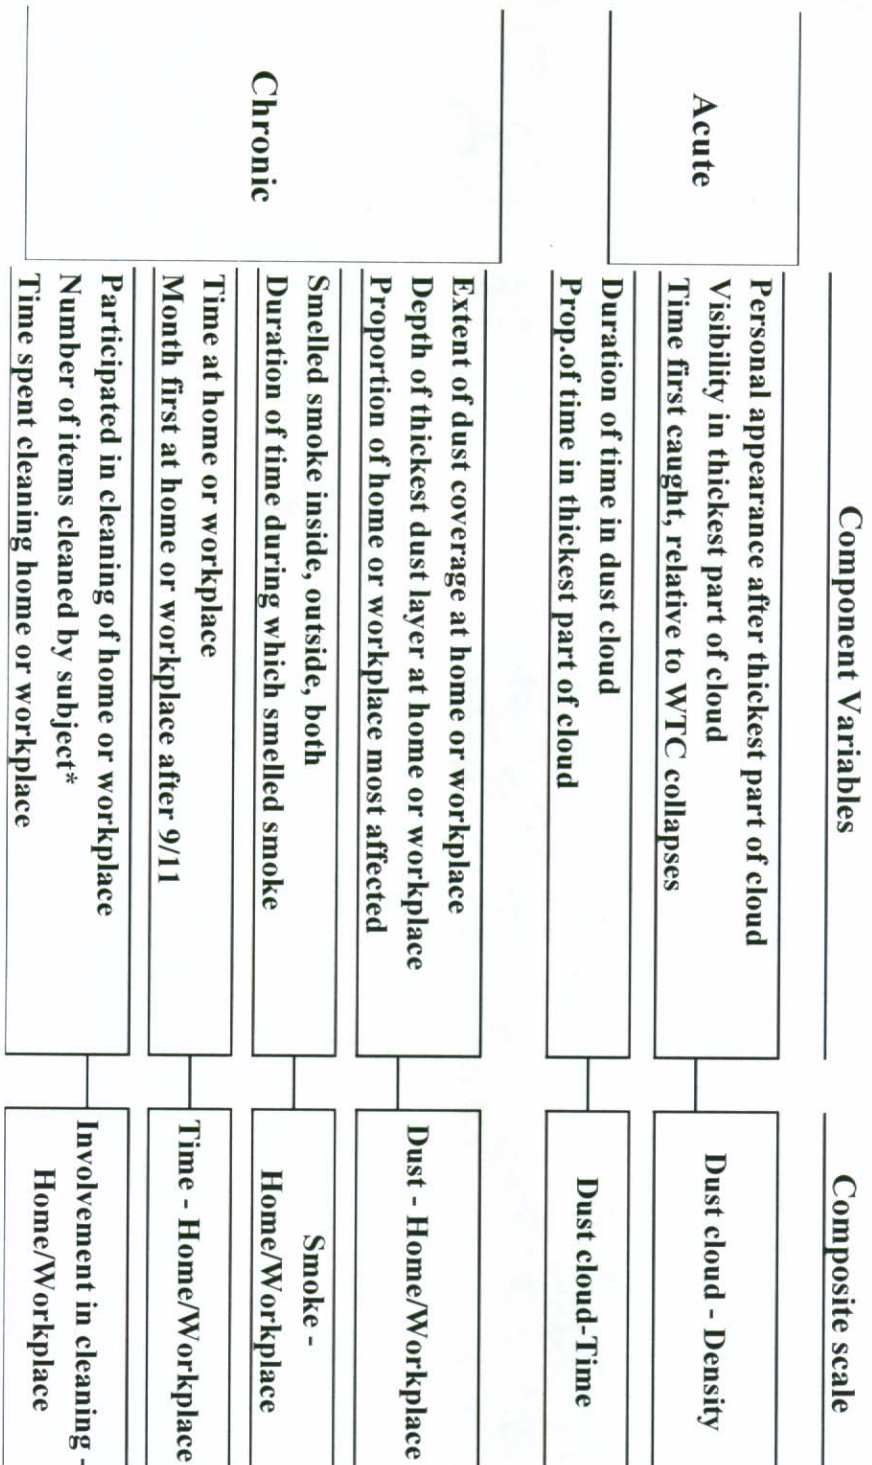 Component Variables
Composite scale
Acute
Personal appearance after thickest part of cloud
Visibility in thickest part of cloud
Time first caught, relative to WTC collapses
Dust cloud - Density
Duration of time in dust cloud
Prop.of time in thickest part of cloud
Dust cloud-Time
Chronic
Extent of dust coverage at home or workplace
Depth of thickest dust layer at home or workplace
Proportion of home or workplace most affected
Dust - Home/Workplace
Smelled smoke inside, outside, both
Duration of time during which smelled smoke
Smoke -
Home/Workplace
Time at home or workplace
Month first at home or workplace after 9/11
Time - Home/Workplace
Participated in cleaning of home or workplace
Number of items cleaned by subject*
Time spent cleaning home or workplace
Involvement in cleaning -
Home/Workplace